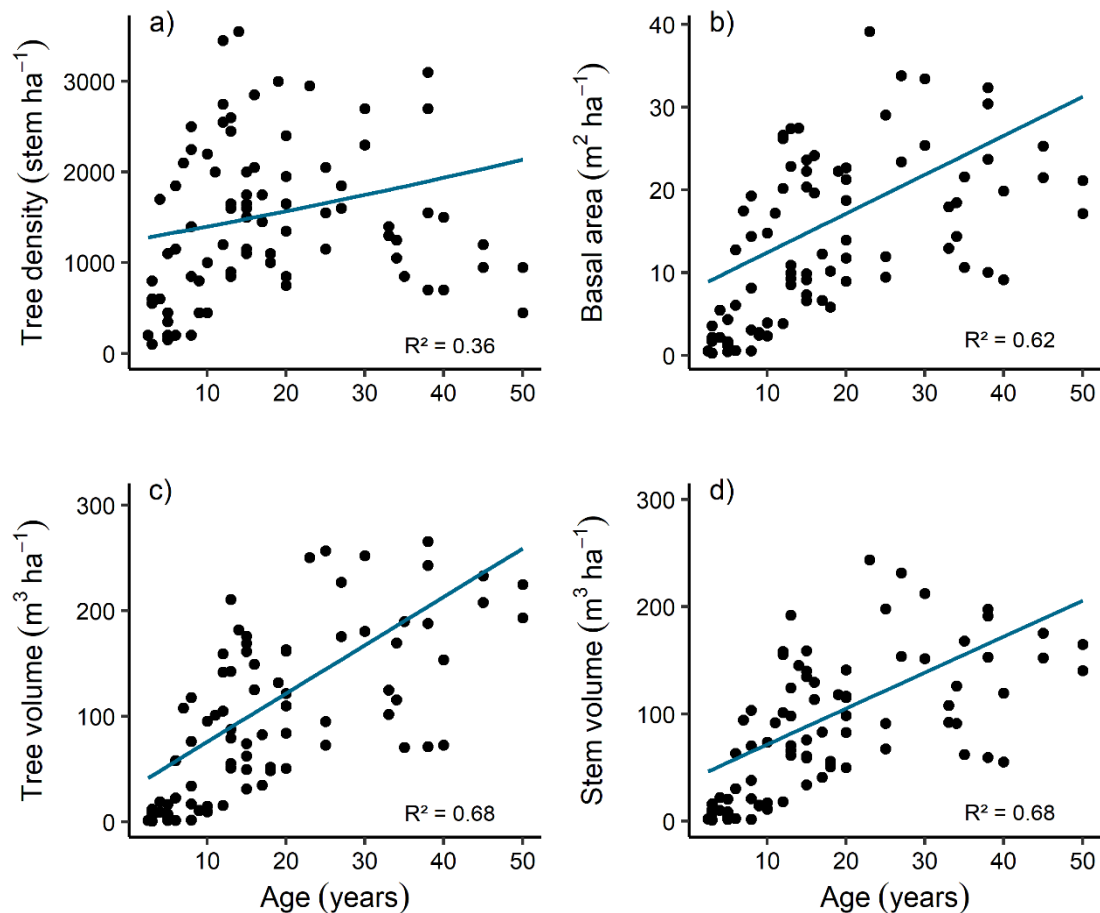 a)
Tree density (stem ha⁻¹)
3000
2000
1000
0
R² = 0.36
10 20 30 40 50
b)
Basal area (m² ha⁻¹)
40
30
20
10
0
R² = 0.62
10 20 30 40 50
c)
Tree volume (m³ ha⁻¹)
300
200
100
0
R² = 0.68
10 20 30 40 50
Age (years)
d)
Stem volume (m³ ha⁻¹)
300
200
100
0
R² = 0.68
10 20 30 40 50
Age (years)